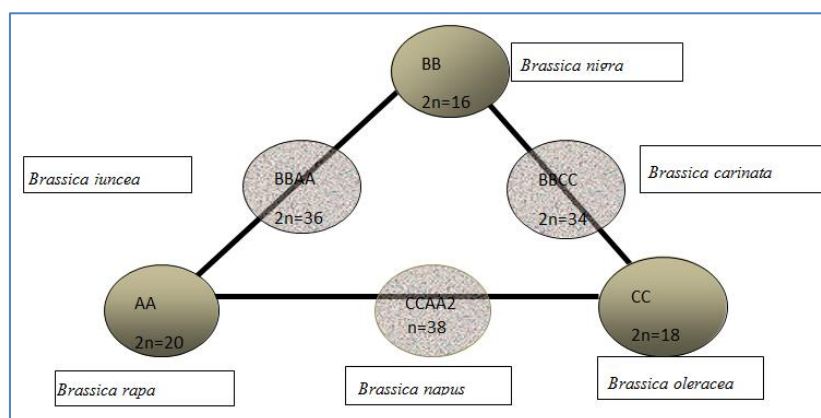 BB
2n=16
Brassica nigra
Brassica iuncea
BBAA
2n=36
BBCC
2n=34
Brassica carinata
AA
2n=20
CCAA2
n=38
CC
2n=18
Brassica rapa
Brassica napus
Brassica oleracea